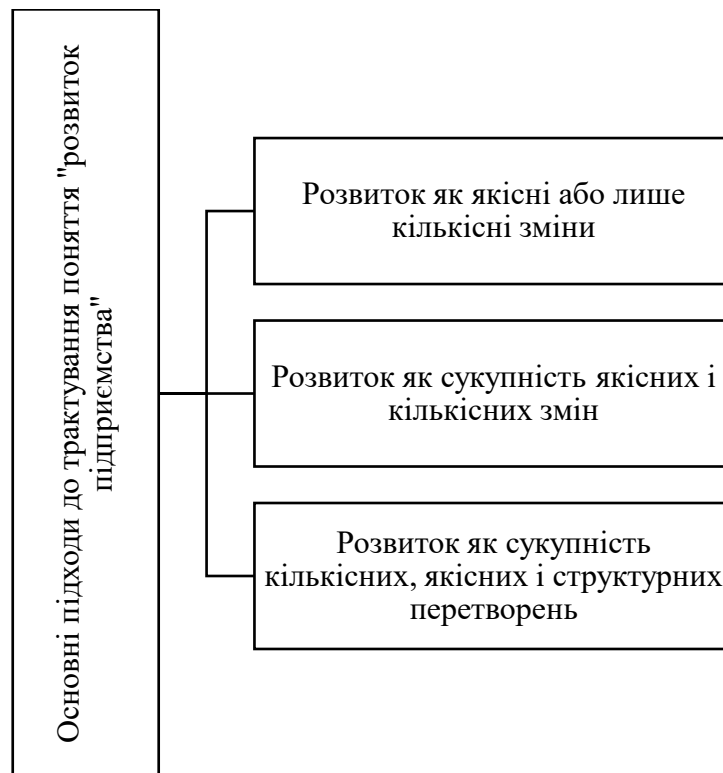 Основні підходи до трактування поняття "розвиток
підприємства"
Розвиток як якісні або лише
кількісні зміни
Розвиток як сукупність якісних і
кількісних змін
Розвиток як сукупність
кількісних, якісних і структурних
перетворень